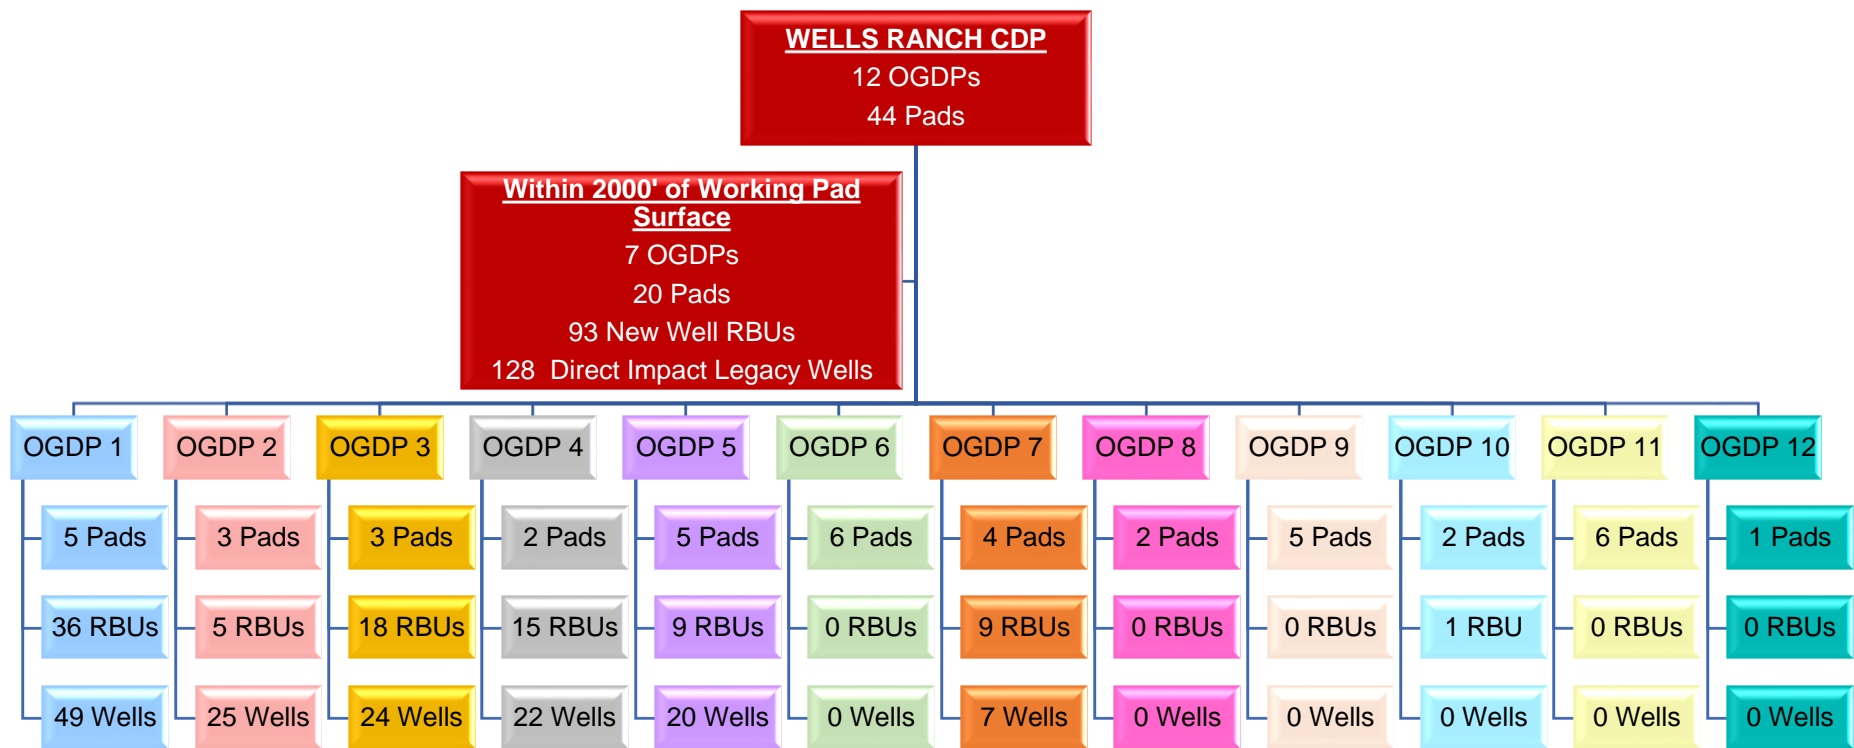 WELLS RANCH CDP
12 OGDPs
44 Pads
Within 2000' of Working Pad
Surface
7 OGDPs
20 Pads
93 New Well RBUs
128 Direct Impact Legacy Wells
OGDP 1
OGDP 2
OGDP 3
OGDP 4
OGDP 5
OGDP 6
OGDP 7
OGDP 8
OGDP 9
OGDP 10
OGDP 11
OGDP 12
5 Pads
3 Pads
3 Pads
2 Pads
5 Pads
6 Pads
4 Pads
2 Pads
5 Pads
2 Pads
6 Pads
1 Pads
36 RBUs
5 RBUs
18 RBUs
15 RBUs
9 RBUs
0 RBUs
9 RBUs
0 RBUs
0 RBUs
1 RBU
0 RBUs
0 RBUs
49 Wells
25 Wells
24 Wells
22 Wells
20 Wells
0 Wells
7 Wells
0 Wells
0 Wells
0 Wells
0 Wells
0 Wells